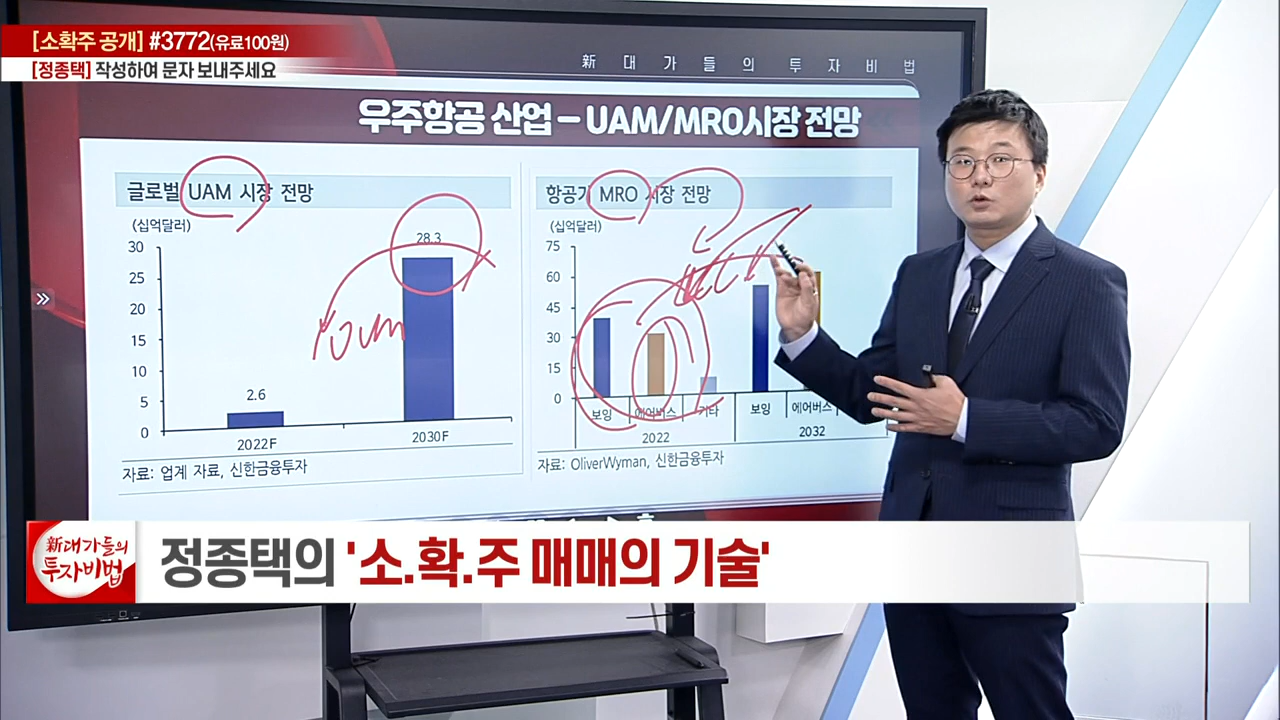 [소확주 공개] #3772(유료100원)
[정종택] 작성하여 문자 보내주세요
新 대 가 들 의 투 자 비 법
우주항공 산업 – UAM/MRO시장 전망
글로벌 UAM 시장 전망
(십억달러)
30
25
20
15
10
5
0
2.6
28.3
2022F
2030F
자료: 업계 자료, 신한금융투자
항공기 MRO 시장 전망
(십억달러)
75
60
45
30
15
0
보잉
에어버스
기타
보잉
에어버스
2022
2032
자료: OliverWyman, 신한금융투자
新대가들의
투자비법
정종택의 '소.확.주 매매의 기술'